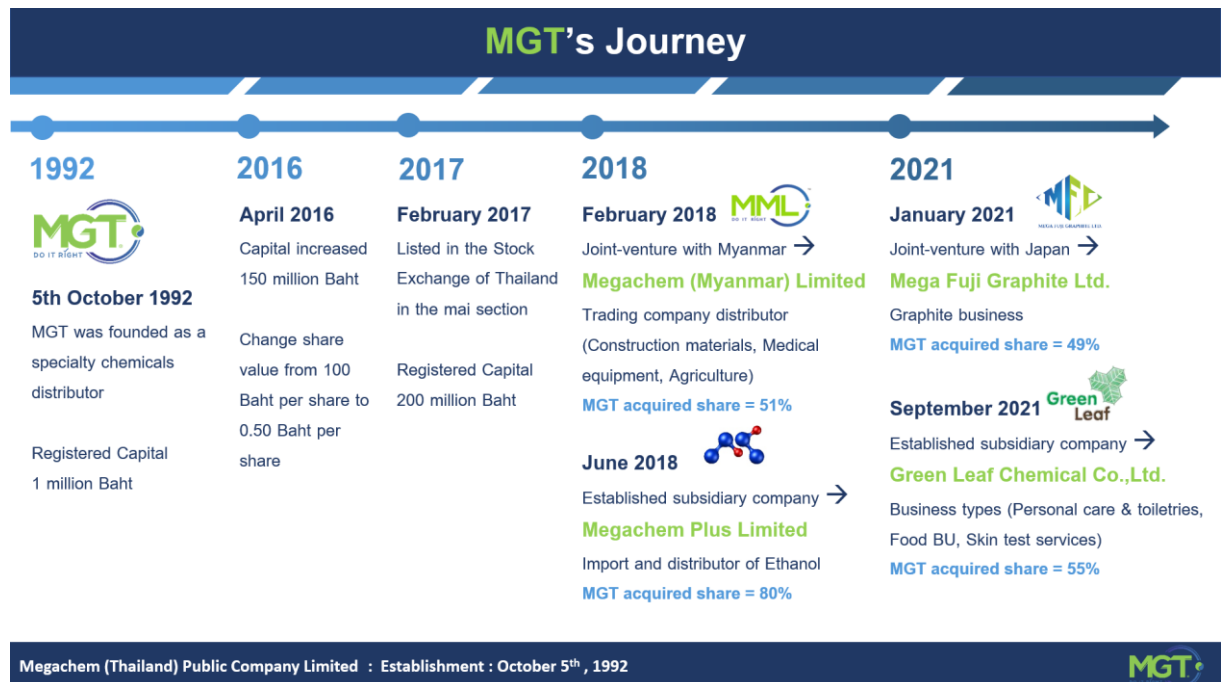 MGT's Journey
1992
MGT
DO IT RIGHT
5th October 1992
MGT was founded as a
specialty chemicals
distributor
Registered Capital
1 million Baht
2016
April 2016
Capital increased
150 million Baht
Change share
value from 100
Baht per share to
0.50 Baht per
share
2017
February 2017
Listed in the Stock
Exchange of Thailand
in the mai section
Registered Capital
200 million Baht
2018
February 2018
MML
DO IT RIGHT
Joint-venture with Myanmar →
Megachem (Myanmar) Limited
Trading company distributor
(Construction materials, Medical
equipment, Agriculture)
MGT acquired share = 51%
June 2018
Established subsidiary company →
Megachem Plus Limited
Import and distributor of Ethanol
MGT acquired share = 80%
2021
January 2021
MFG
MEGA FUJI GRAPHITE LTD.
Joint-venture with Japan →
Mega Fuji Graphite Ltd.
Graphite business
MGT acquired share = 49%
September 2021
Green
Leaf
Established subsidiary company →
Green Leaf Chemical Co.,Ltd.
Business types (Personal care & toiletries,
Food BU, Skin test services)
MGT acquired share = 55%
Megachem (Thailand) Public Company Limited : Establishment : October 5th , 1992
MGT